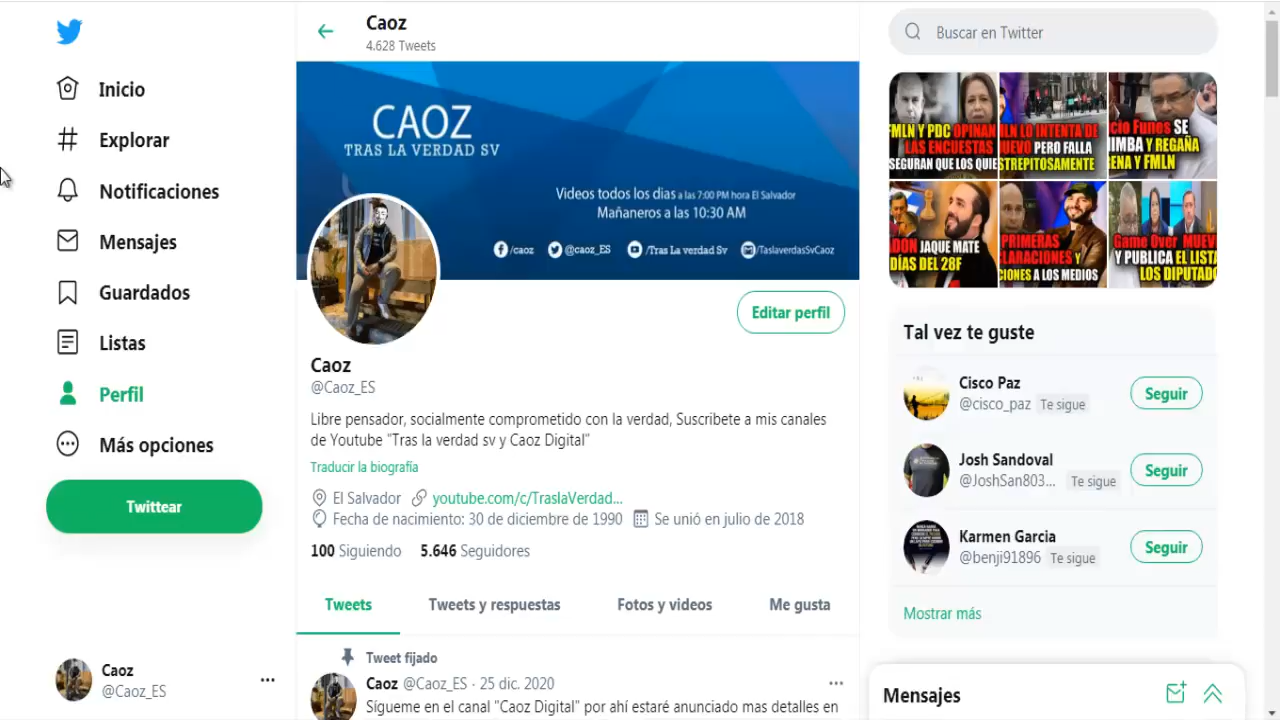 Inicio
Explorar
Notificaciones
Mensajes
Guardados
Listas
Perfil
Más opciones
Twittear
Caoz
@Caoz_ES
Caoz
4.628 Tweets
CAOZ
TRAS LA VERDAD SV
Videos todos los dias a las 7:00 PM hora El Salvador
Mañaneros a las 10:30 AM
/caoz @caoz_ES /Tras La verdad Sv /TaslaverdasSvCaoz
Editar perfil
Caoz
@Caoz_ES
Libre pensador, socialmente comprometido con la verdad, Suscribete a mis canales
de Youtube "Tras la verdad sv y Caoz Digital"
Traducir la biografía
El Salvador youtube.com/c/TraslaVerdad...
Fecha de nacimiento: 30 de diciembre de 1990 Se unió en julio de 2018
100 Siguiendo 5.646 Seguidores
Tweets Tweets y respuestas Fotos y videos Me gusta
Tweet fijado
Caoz @Caoz_ES · 25 dic. 2020
Sígueme en el canal "Caoz Digital" por ahí estaré anunciado mas detalles en
Buscar en Twitter
FMLN Y PDC OPINAN
LAS ENCUESTAS
SEGURAN QUE LOS QUIE
LN LO INTENTA DE
UEVO PERO FALLA
STREPITOSAMENTE
cio Funes SE
IMBA Y REGAÑA
ENA Y FMLN
DON JAQUE MATE
DÍAS DEL 28F
PRIMERAS
CLARACIONES Y
CIONES A LOS MEDIOS
Game Over MUEV
Y PUBLICA EL LISTA
LOS DIPUTADO
Tal vez te guste
Cisco Paz
@cisco_paz Te sigue
Seguir
Josh Sandoval
@JoshSan803... Te sigue
Seguir
Karmen Garcia
@benji91896 Te sigue
Seguir
Mostrar más
Mensajes